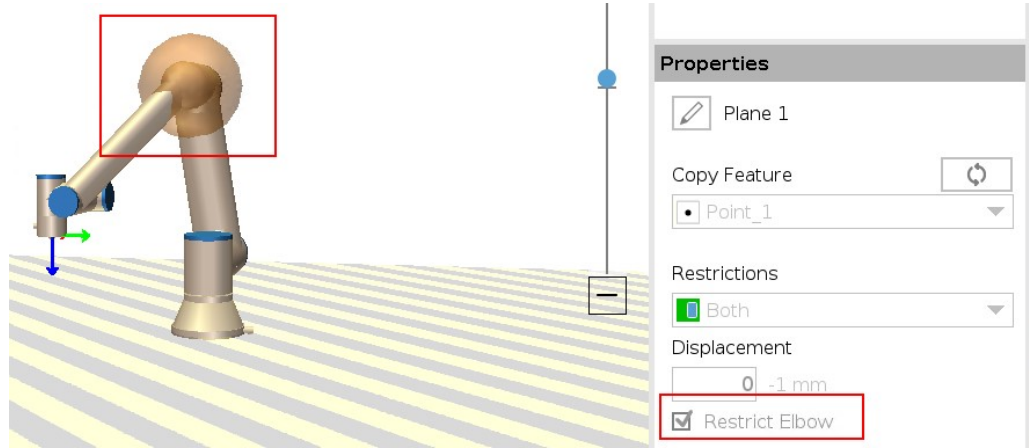 Properties
Plane 1
Copy Feature
Point_1
Restrictions
Both
Displacement
0 -1 mm
Restrict Elbow